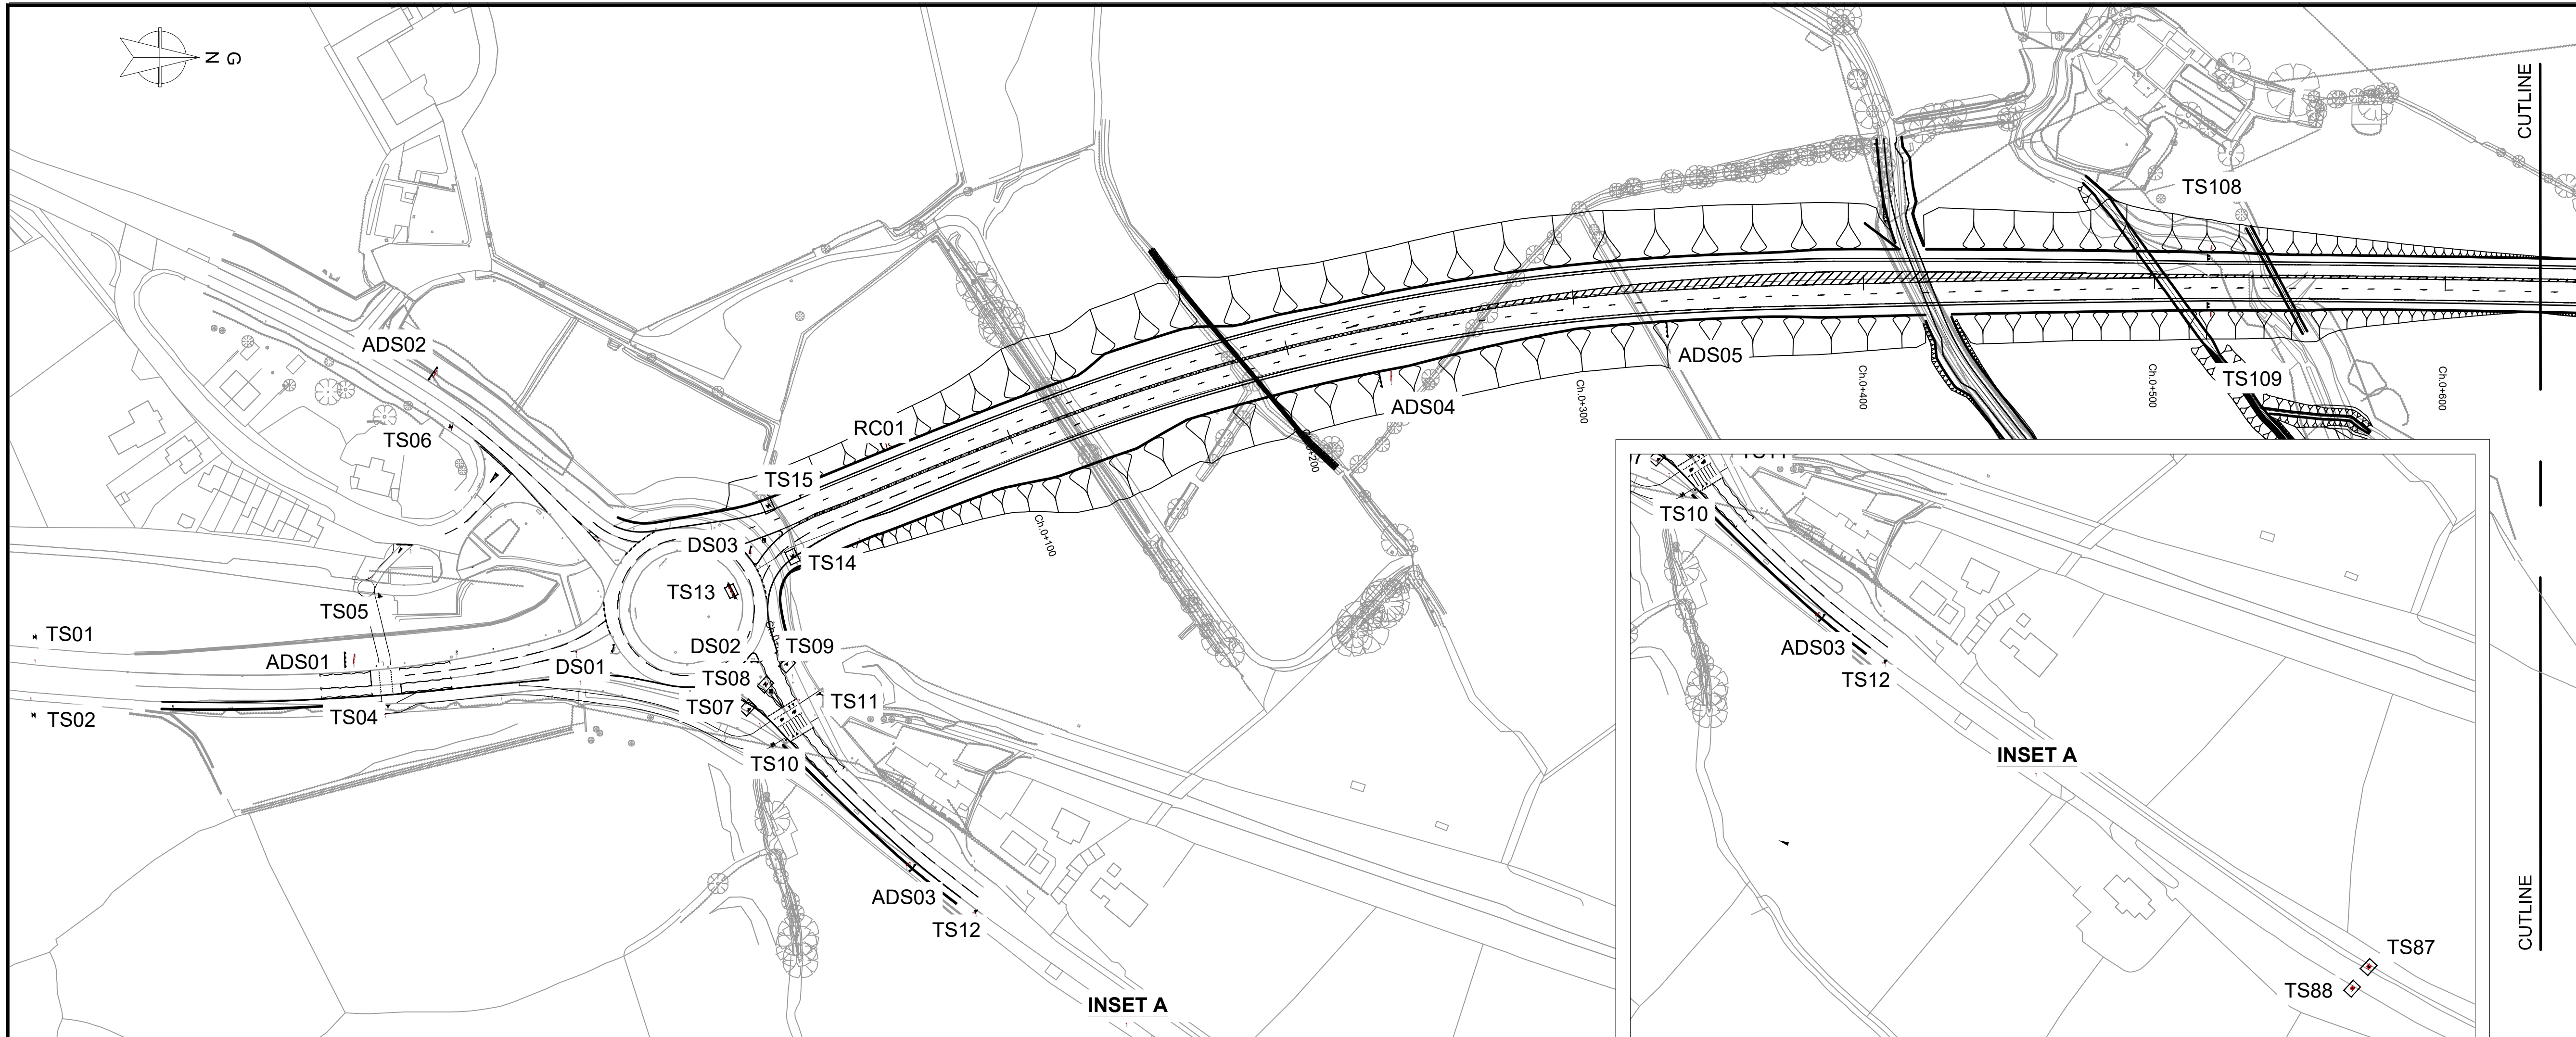 G
N
CUTLINE
TS108
ADS02
ADS05
TS109
Ch.0+300
Ch.0+400
Ch.0+500
Ch.0+600
ADS04
RC01
TS06
TS15
Ch.0+100
DS03
TS14
TS13
TS05
TS01
ADS01
DS01
DS02
TS09
TS08
TS07
TS11
TS04
TS02
TS10
ADS03
TS12
INSET A
TS10
ADS03
TS12
INSET A
TS87
TS88
CUTLINE